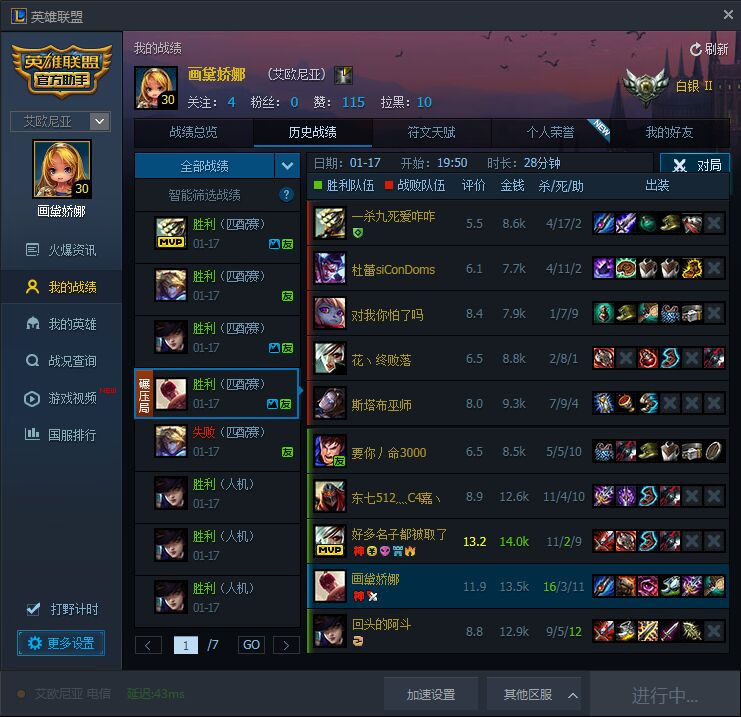 英雄联盟
英雄联盟
官方助手
艾欧尼亚
30
画黛娇娜
火爆资讯
我的战绩
我的英雄
战况查询
游戏视频 NEW
国服排行
打野计时
更多设置
我的战绩
刷新
30
画黛娇娜 (艾欧尼亚)
关注: 4 粉丝: 0 赞: 115 拉黑: 10
白银 II
战绩总览 历史战绩 符文天赋 个人荣誉 NEW 我的好友
全部战绩
智能筛选战绩 ?
MVP
胜利 (匹配赛)
01-17 友
胜利 (匹配赛)
01-17 友
胜利 (匹配赛)
01-17 友
碾压局
胜利 (匹配赛)
01-17 友
失败 (匹配赛)
01-17 友
胜利 (人机)
01-17
胜利 (人机)
01-17
胜利 (人机)
01-17
< 1 /7 GO >
日期: 01-17 开始: 19:50 时长: 28分钟 对局
胜利队伍 战败队伍 评价 金钱 杀/死/助 出装
一杀九死爱咋咋 5.5 8.6k 4/17/2
杜蕾siConDoms 6.1 7.7k 4/11/2
对我你怕了吗 8.4 7.9k 1/7/9
花ヽ终败落 6.5 8.8k 2/8/1
斯塔布巫师 8.0 9.3k 7/9/4
友 要你丿命3000 6.5 8.5k 5/5/10
东七512灬C4嘉ヽ 8.9 12.6k 11/4/10
MVP 好多名子都被取了 13.2 14.0k 11/2/9
神
画黛娇娜 11.9 13.5k 16/3/11
神
回头的阿斗 8.8 12.9k 9/5/12
艾欧尼亚 电信 延迟:43ms
加速设置 其他区服 进行中...